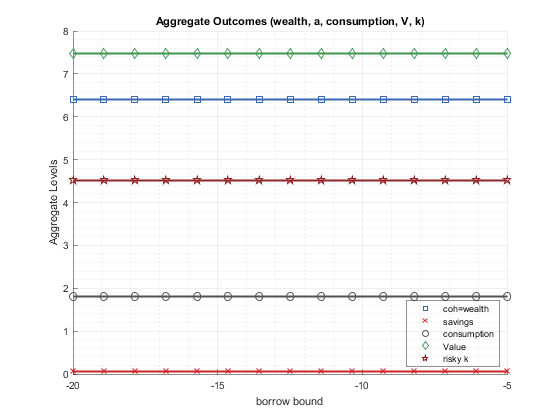 Aggregate Outcomes (wealth, a, consumption, V, k)
Aggregate Levels
8
7
6
5
4
3
2
1
0
coh=wealth
savings
consumption
Value
risky k
-20
-15
-10
-5
borrow bound